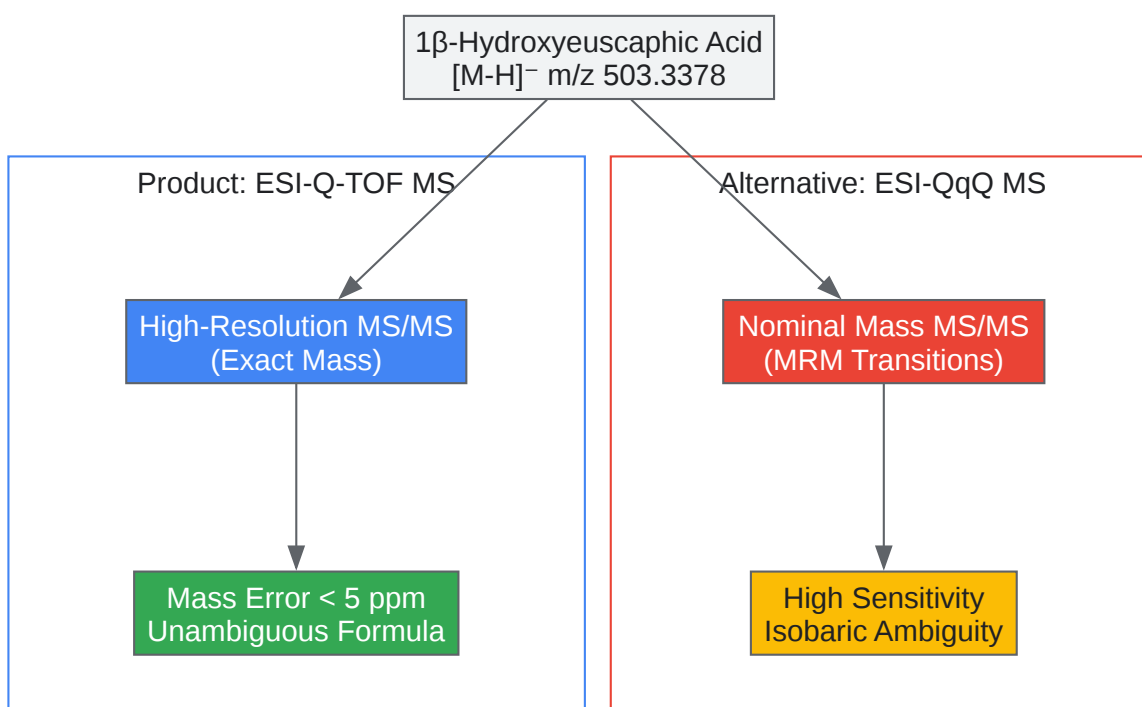 1β-Hydroxyeuscaphic Acid
[M-H]⁻ m/z 503.3378
Product: ESI-Q-TOF MS
Alternative: ESI-QqQ MS
High-Resolution MS/MS
(Exact Mass)
Nominal Mass MS/MS
(MRM Transitions)
Mass Error < 5 ppm
Unambiguous Formula
High Sensitivity
Isobaric Ambiguity